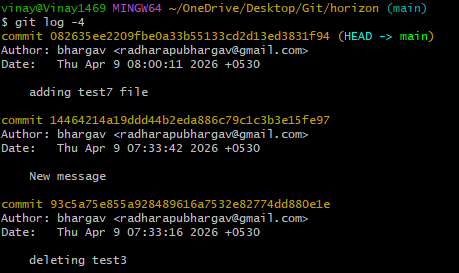 vinay@Vinay1469 MINGW64 ~/OneDrive/Desktop/Git/horizon (main)
$ git log -4
commit 082635ee2209fbe0a33b55133cd2d13ed3831f94 (HEAD -> main)
Author: bhargav <radharapubhargav@gmail.com>
Date:   Thu Apr 9 08:00:11 2026 +0530

    adding test7 file

commit 14464214a19ddd44b2eda886c79c1c3b3e15fe97
Author: bhargav <radharapubhargav@gmail.com>
Date:   Thu Apr 9 07:33:42 2026 +0530

    New message

commit 93c5a75e855a928489616a7532e82774dd880e1e
Author: bhargav <radharapubhargav@gmail.com>
Date:   Thu Apr 9 07:33:16 2026 +0530

    deleting test3